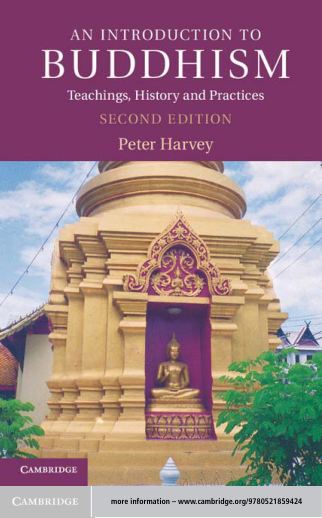 AN INTRODUCTION TO
BUDDHISM
Teachings, History and Practices
SECOND EDITION
Peter Harvey
CAMBRIDGE
CAMBRIDGE
more information – www.cambridge.org/9780521859424